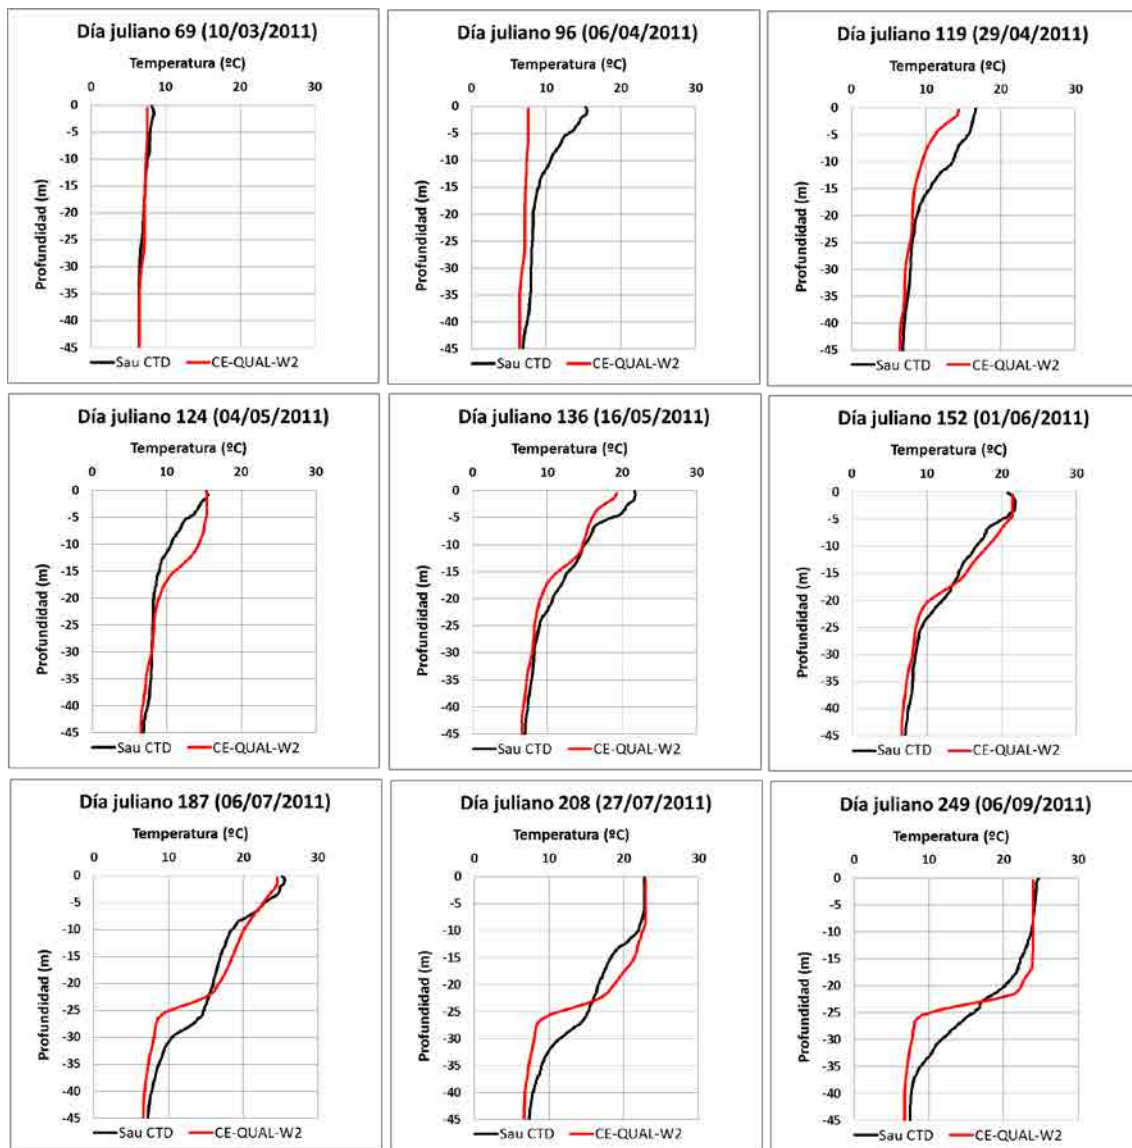 Día juliano 69 (10/03/2011)
Temperatura (ºC)
0 10 20 30
Profundidad (m)
0
-5
-10
-15
-20
-25
-30
-35
-40
-45
Sau CTD CE-QUAL-W2
Día juliano 96 (06/04/2011)
Temperatura (ºC)
0 10 20 30
Profundidad (m)
0
-5
-10
-15
-20
-25
-30
-35
-40
-45
Sau CTD CE-QUAL-W2
Día juliano 119 (29/04/2011)
Temperatura (ºC)
0 10 20 30
Profundidad (m)
0
-5
-10
-15
-20
-25
-30
-35
-40
-45
Sau CTD CE-QUAL-W2
Día juliano 124 (04/05/2011)
Temperatura (ºC)
0 10 20 30
Profundidad (m)
0
-5
-10
-15
-20
-25
-30
-35
-40
-45
Sau CTD CE-QUAL-W2
Día juliano 136 (16/05/2011)
Temperatura (ºC)
0 10 20 30
Profundidad (m)
0
-5
-10
-15
-20
-25
-30
-35
-40
-45
Sau CTD CE-QUAL-W2
Día juliano 152 (01/06/2011)
Temperatura (ºC)
0 10 20 30
Profundidad (m)
0
-5
-10
-15
-20
-25
-30
-35
-40
-45
Sau CTD CE-QUAL-W2
Día juliano 187 (06/07/2011)
Temperatura (ºC)
0 10 20 30
Profundidad (m)
0
-5
-10
-15
-20
-25
-30
-35
-40
-45
Sau CTD CE-QUAL-W2
Día juliano 208 (27/07/2011)
Temperatura (ºC)
0 10 20 30
Profundidad (m)
0
-5
-10
-15
-20
-25
-30
-35
-40
-45
Sau CTD CE-QUAL-W2
Día juliano 249 (06/09/2011)
Temperatura (ºC)
0 10 20 30
Profundidad (m)
0
-5
-10
-15
-20
-25
-30
-35
-40
-45
Sau CTD CE-QUAL-W2